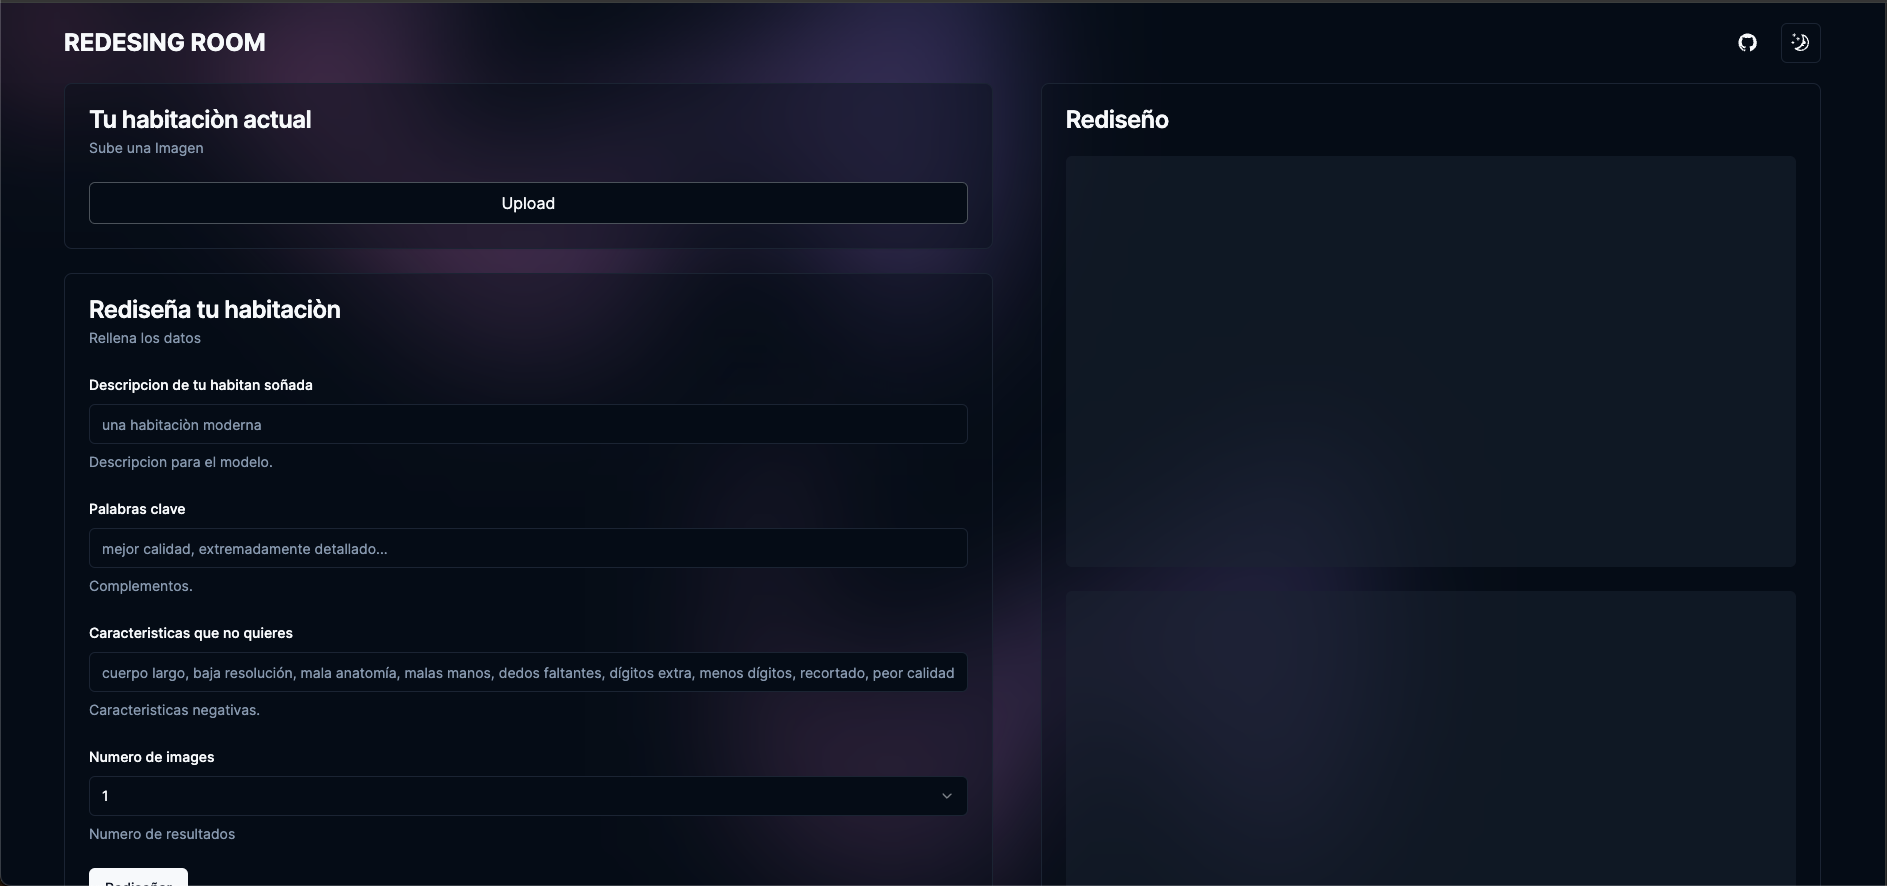 REDESING ROOM
Tu habitaciòn actual
Sube una Imagen
Upload
Rediseña tu habitaciòn
Rellena los datos
Descripcion de tu habitan soñada
una habitaciòn moderna
Descripcion para el modelo.
Palabras clave
mejor calidad, extremadamente detallado...
Complementos.
Caracteristicas que no quieres
cuerpo largo, baja resolución, mala anatomía, malas manos, dedos faltantes, dígitos extra, menos dígitos, recortado, peor calidad
Caracteristicas negativas.
Numero de images
1
Numero de resultados
Rediseño